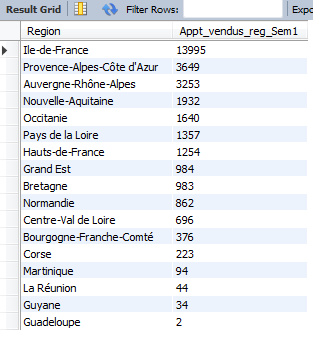 Result Grid Filter Rows: Expo
Region Appt_vendus_reg_Sem1
Ile-de-France 13995
Provence-Alpes-Côte d'Azur 3649
Auvergne-Rhône-Alpes 3253
Nouvelle-Aquitaine 1932
Occitanie 1640
Pays de la Loire 1357
Hauts-de-France 1254
Grand Est 984
Bretagne 983
Normandie 862
Centre-Val de Loire 696
Bourgogne-Franche-Comté 376
Corse 223
Martinique 94
La Réunion 44
Guyane 34
Guadeloupe 2